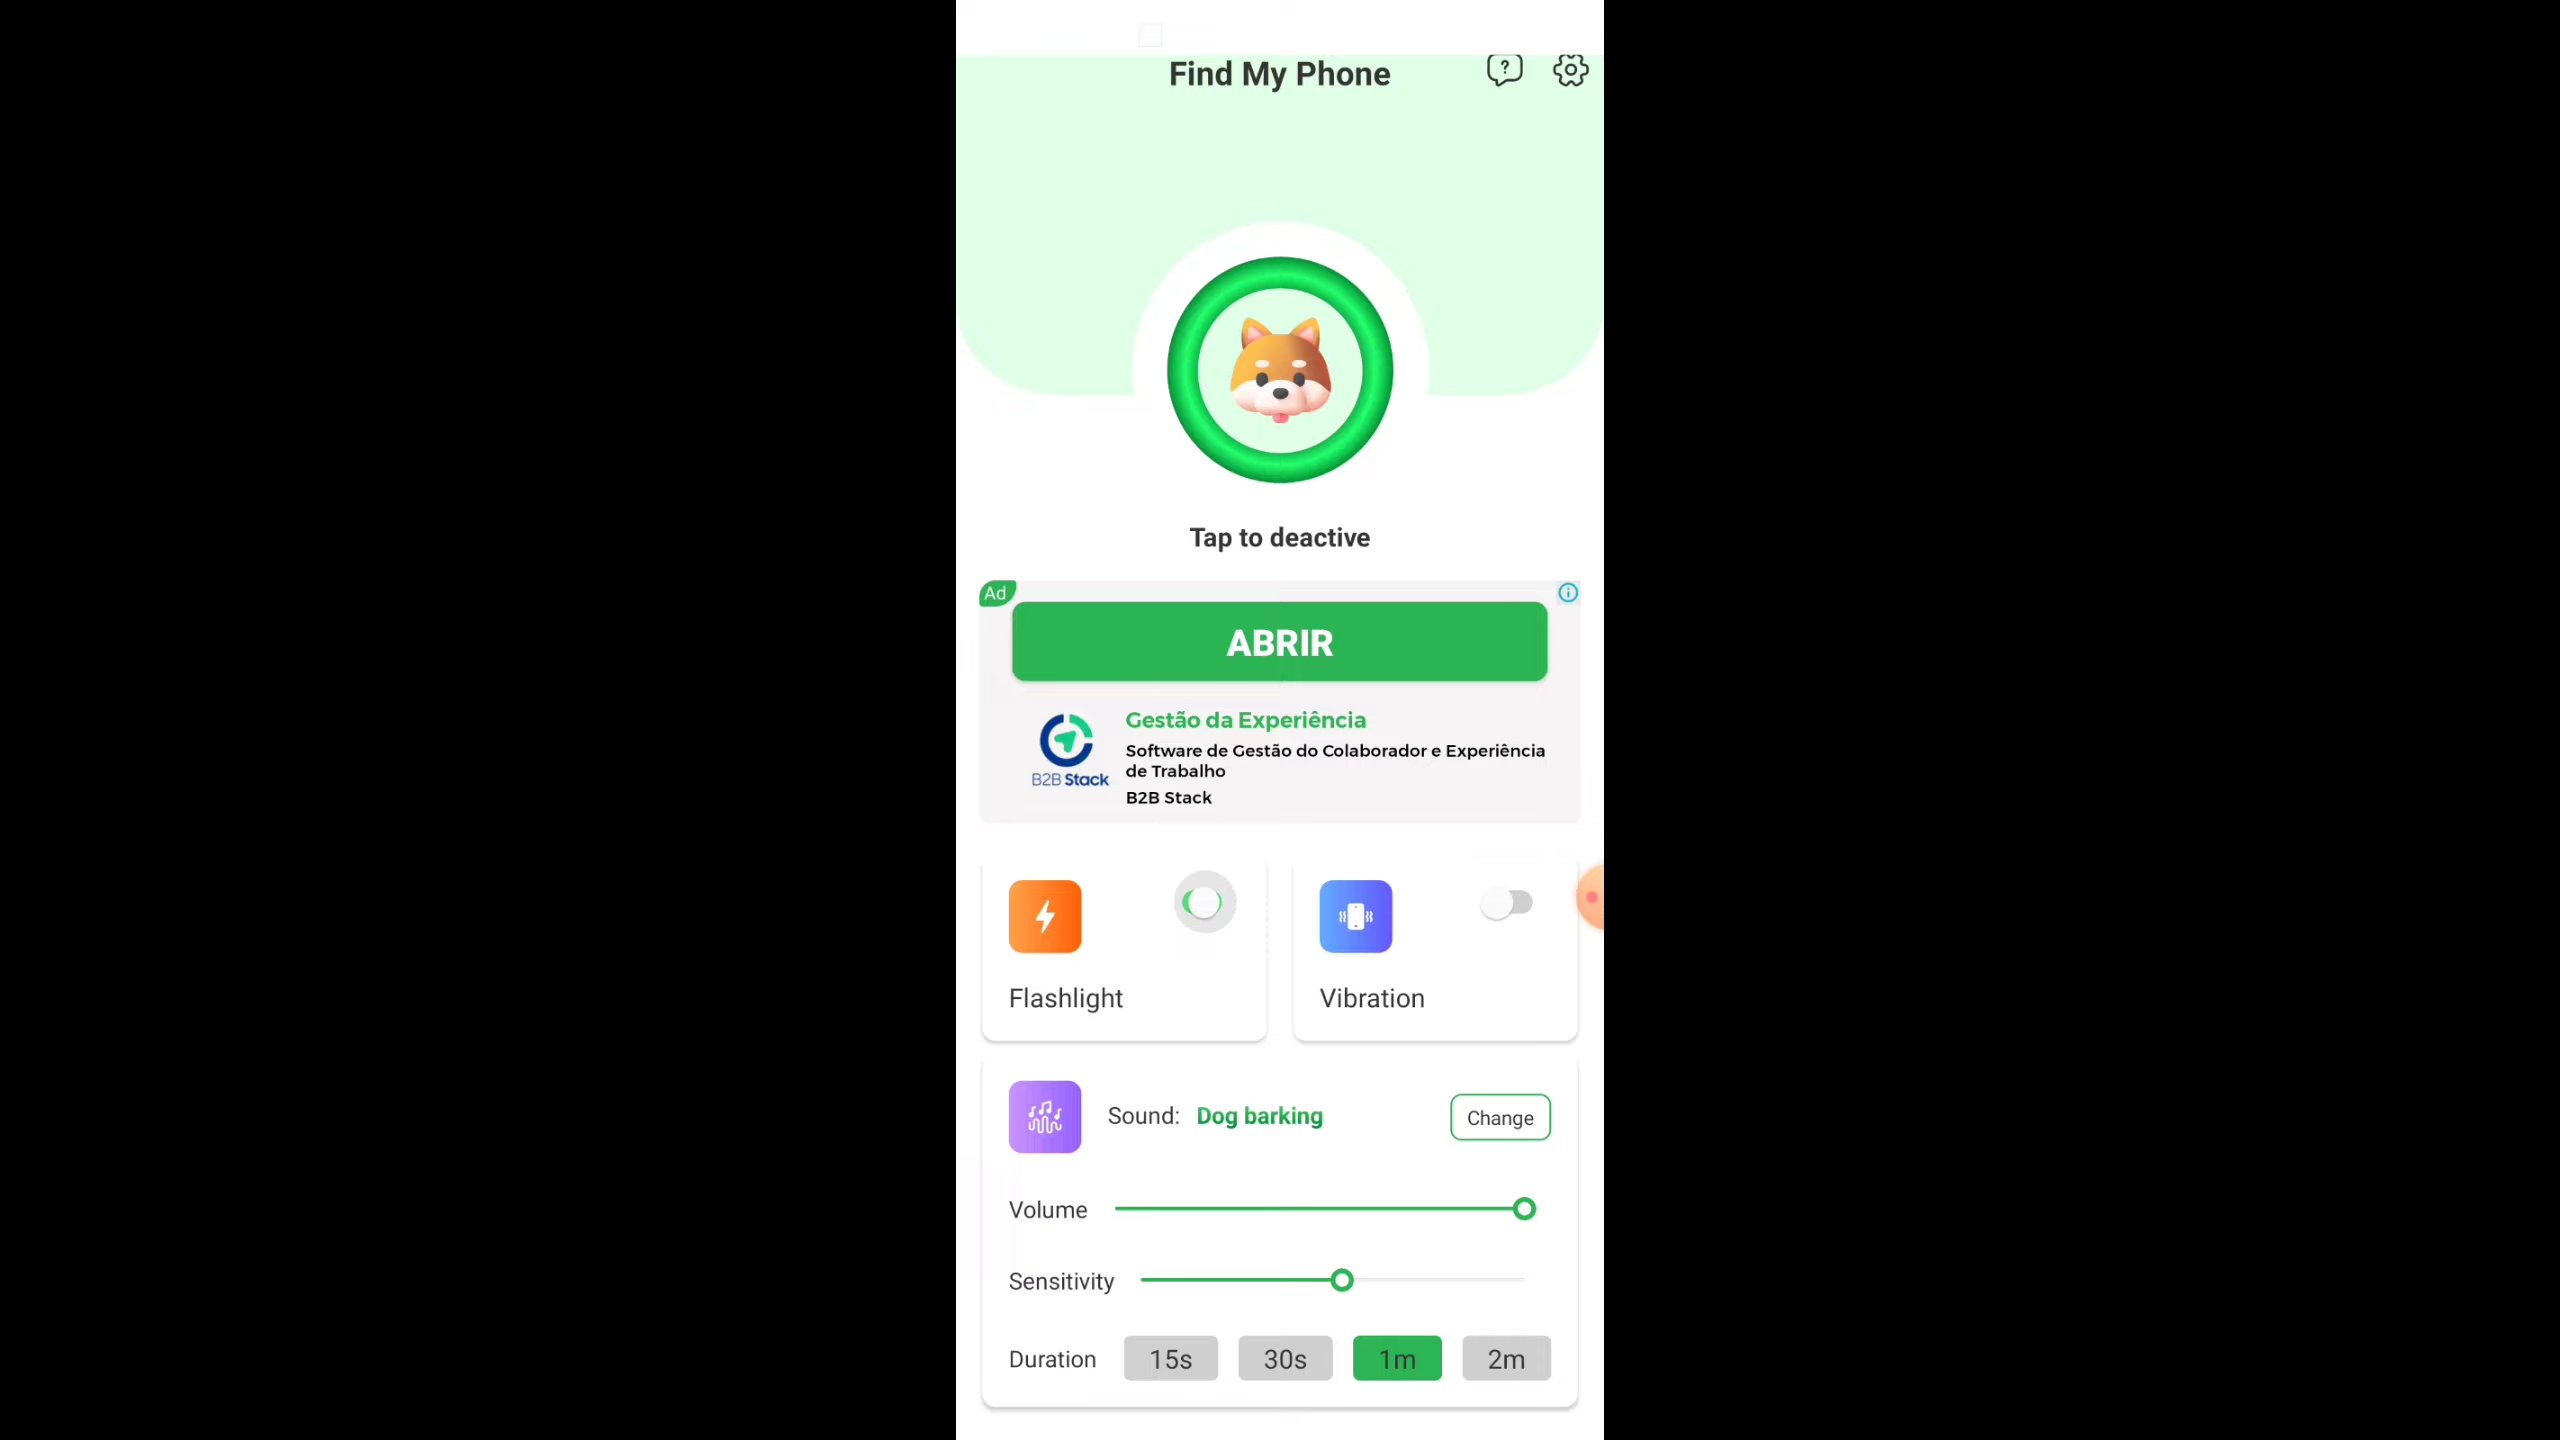 Find My Phone
Tap to deactive
Ad
ABRIR
Gestão da Experiência
Software de Gestão do Colaborador e Experiência
de Trabalho
B2B Stack
B2B Stack
Flashlight
Vibration
Sound: Dog barking
Change
Volume
Sensitivity
Duration 15s 30s 1m 2m